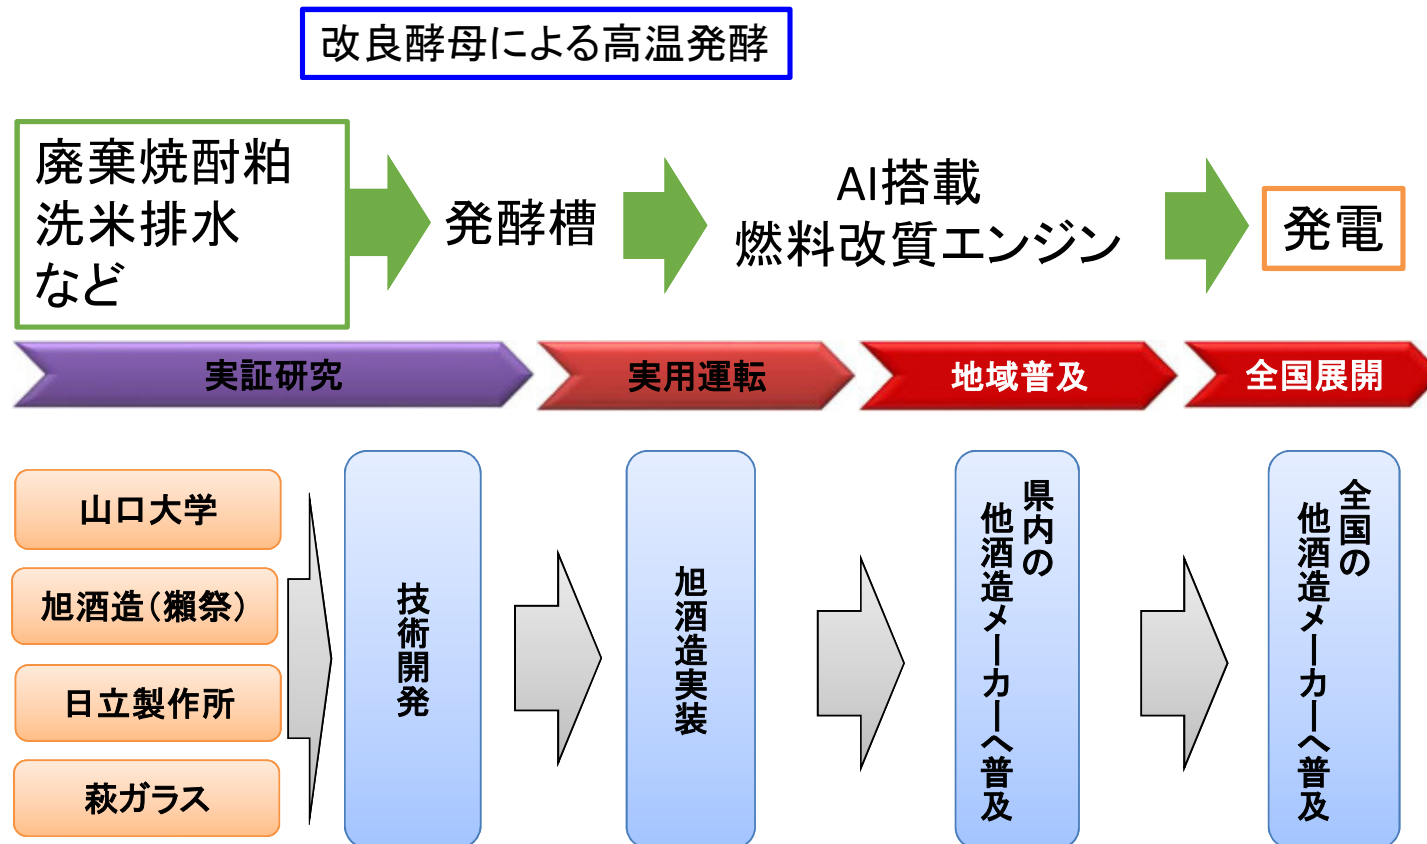 改良酵母による高温発酵
廃棄焼酎粕
洗米排水
など
発酵槽
AI搭載
燃料改質エンジン
発電
実証研究
実用運転
地域普及
全国展開
山口大学
旭酒造(獺祭)
日立製作所
萩ガラス
技術開発
旭酒造実装
県内の
他酒造メーカーへ普及
全国の
他酒造メーカーへ普及